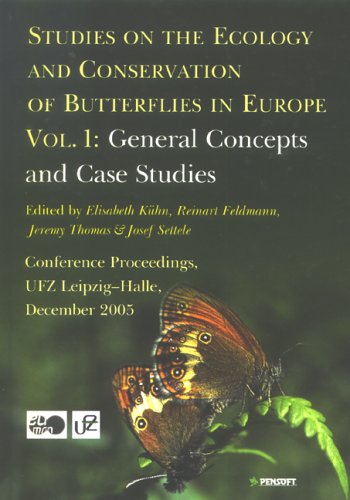 STUDIES ON THE ECOLOGY
AND CONSERVATION
OF BUTTERFLIES IN EUROPE
VOL. 1: General Concepts
and Case Studies
Edited by Elisabeth Kühn, Reinart Feldmann,
Jeremy Thomas & Josef Settele
Conference Proceedings,
UFZ Leipzig–Halle,
December 2005
UFZ
PENSOFT